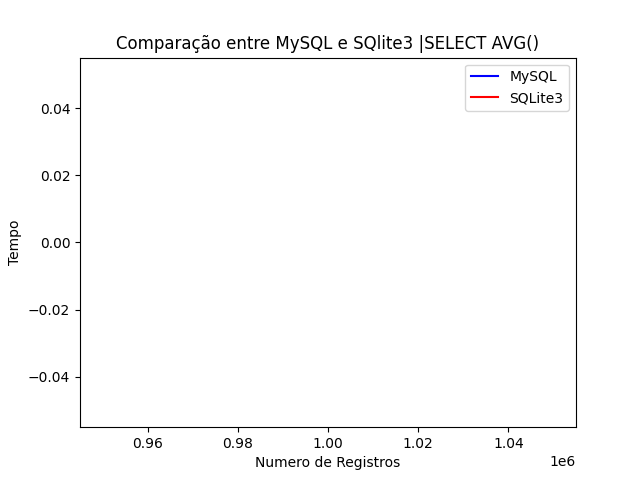 Comparação entre MySQL e SQlite3 |SELECT AVG()
MySQL
SQLite3
0.04
0.02
0.00
−0.02
−0.04
Tempo
0.96 0.98 1.00 1.02 1.04
1e6
Numero de Registros